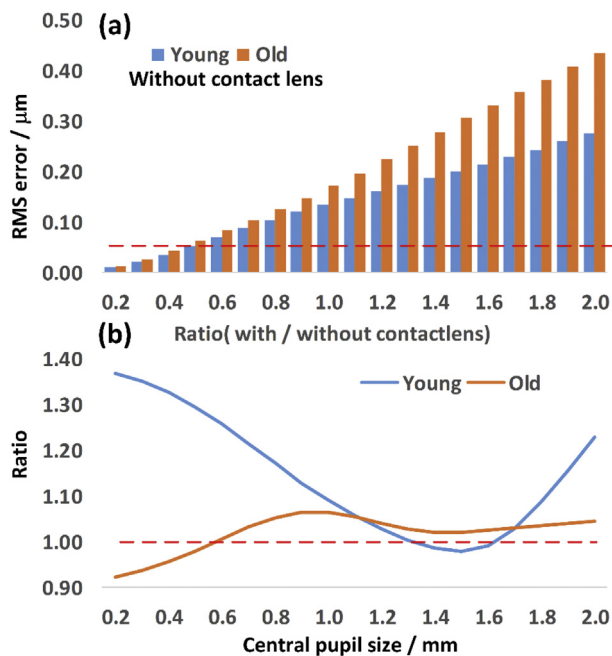 (a)
Young Old
Without contact lens
RMS error / μm
0.50
0.40
0.30
0.20
0.10
0.00
0.2 0.4 0.6 0.8 1.0 1.2 1.4 1.6 1.8 2.0
(b)
Ratio( with / without contactlens)
Young Old
Ratio
1.40
1.30
1.20
1.10
1.00
0.90
0.2 0.4 0.6 0.8 1.0 1.2 1.4 1.6 1.8 2.0
Central pupil size / mm